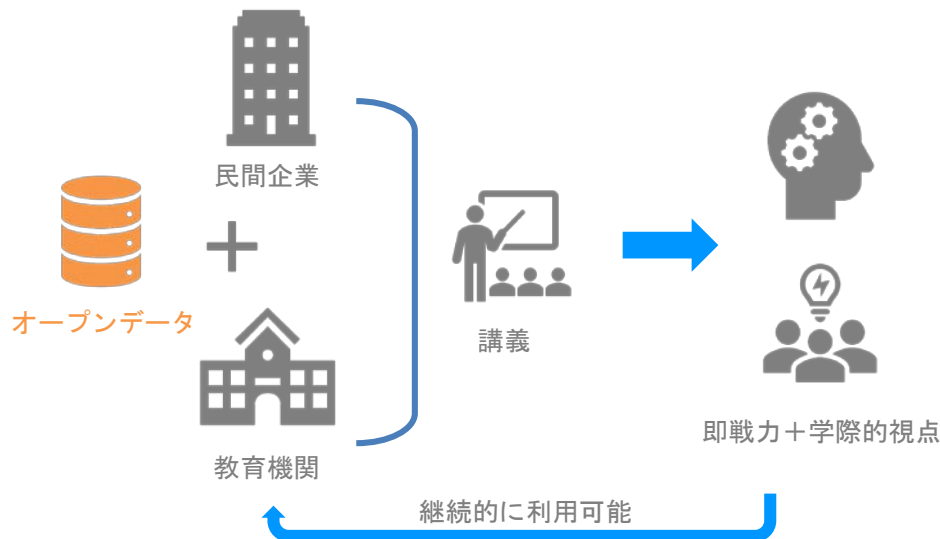 民間企業
オープンデータ
＋
教育機関
講義
即戦力＋学際的視点
継続的に利用可能